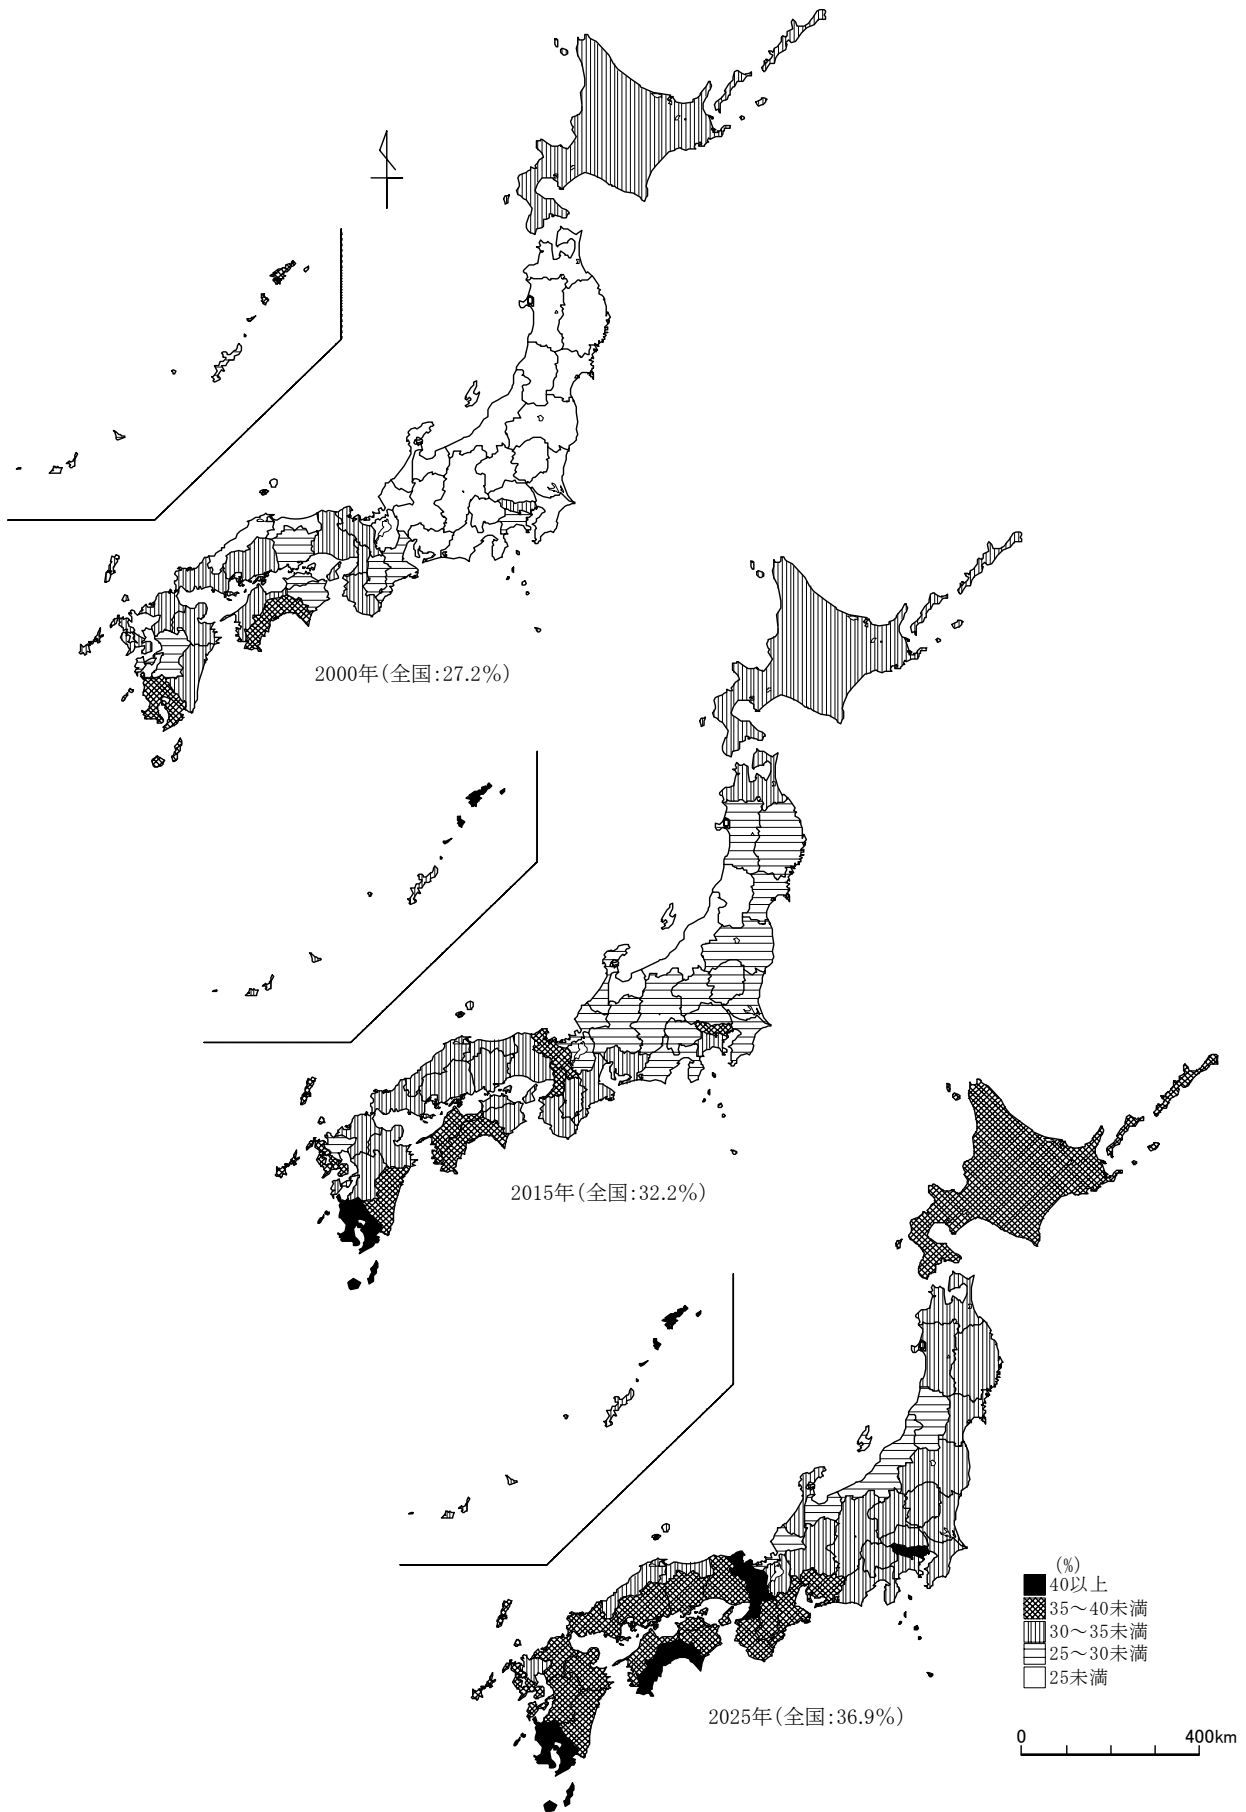 2000年(全国:27.2%)
2015年(全国:32.2%)
2025年(全国:36.9%)
(%)
40以上
35～40未満
30～35未満
25～30未満
25未満
0 400km